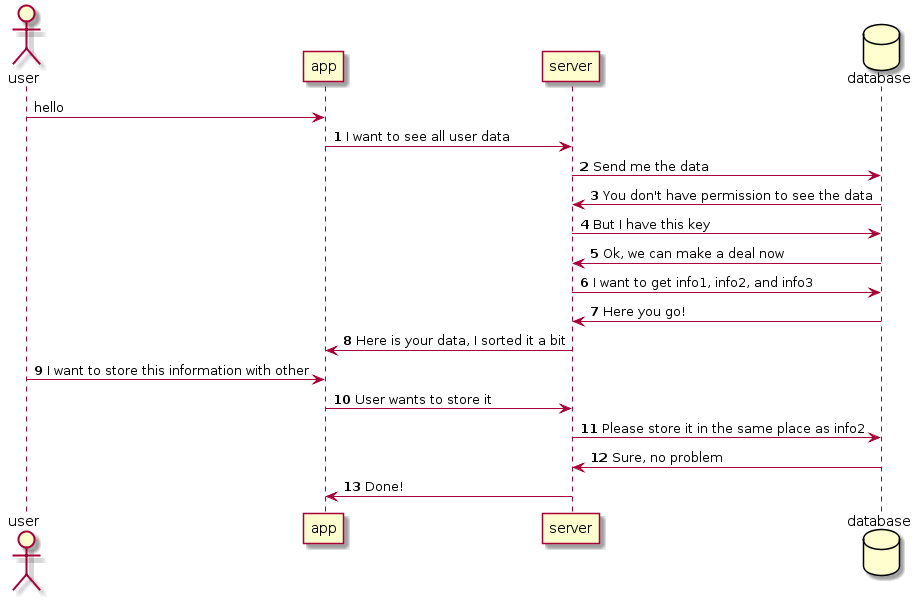 user
app
server
database
hello
1 I want to see all user data
2 Send me the data
3 You don't have permission to see the data
4 But I have this key
5 Ok, we can make a deal now
6 I want to get info1, info2, and info3
7 Here you go!
8 Here is your data, I sorted it a bit
9 I want to store this information with other
10 User wants to store it
11 Please store it in the same place as info2
12 Sure, no problem
13 Done!
user
app
server
database